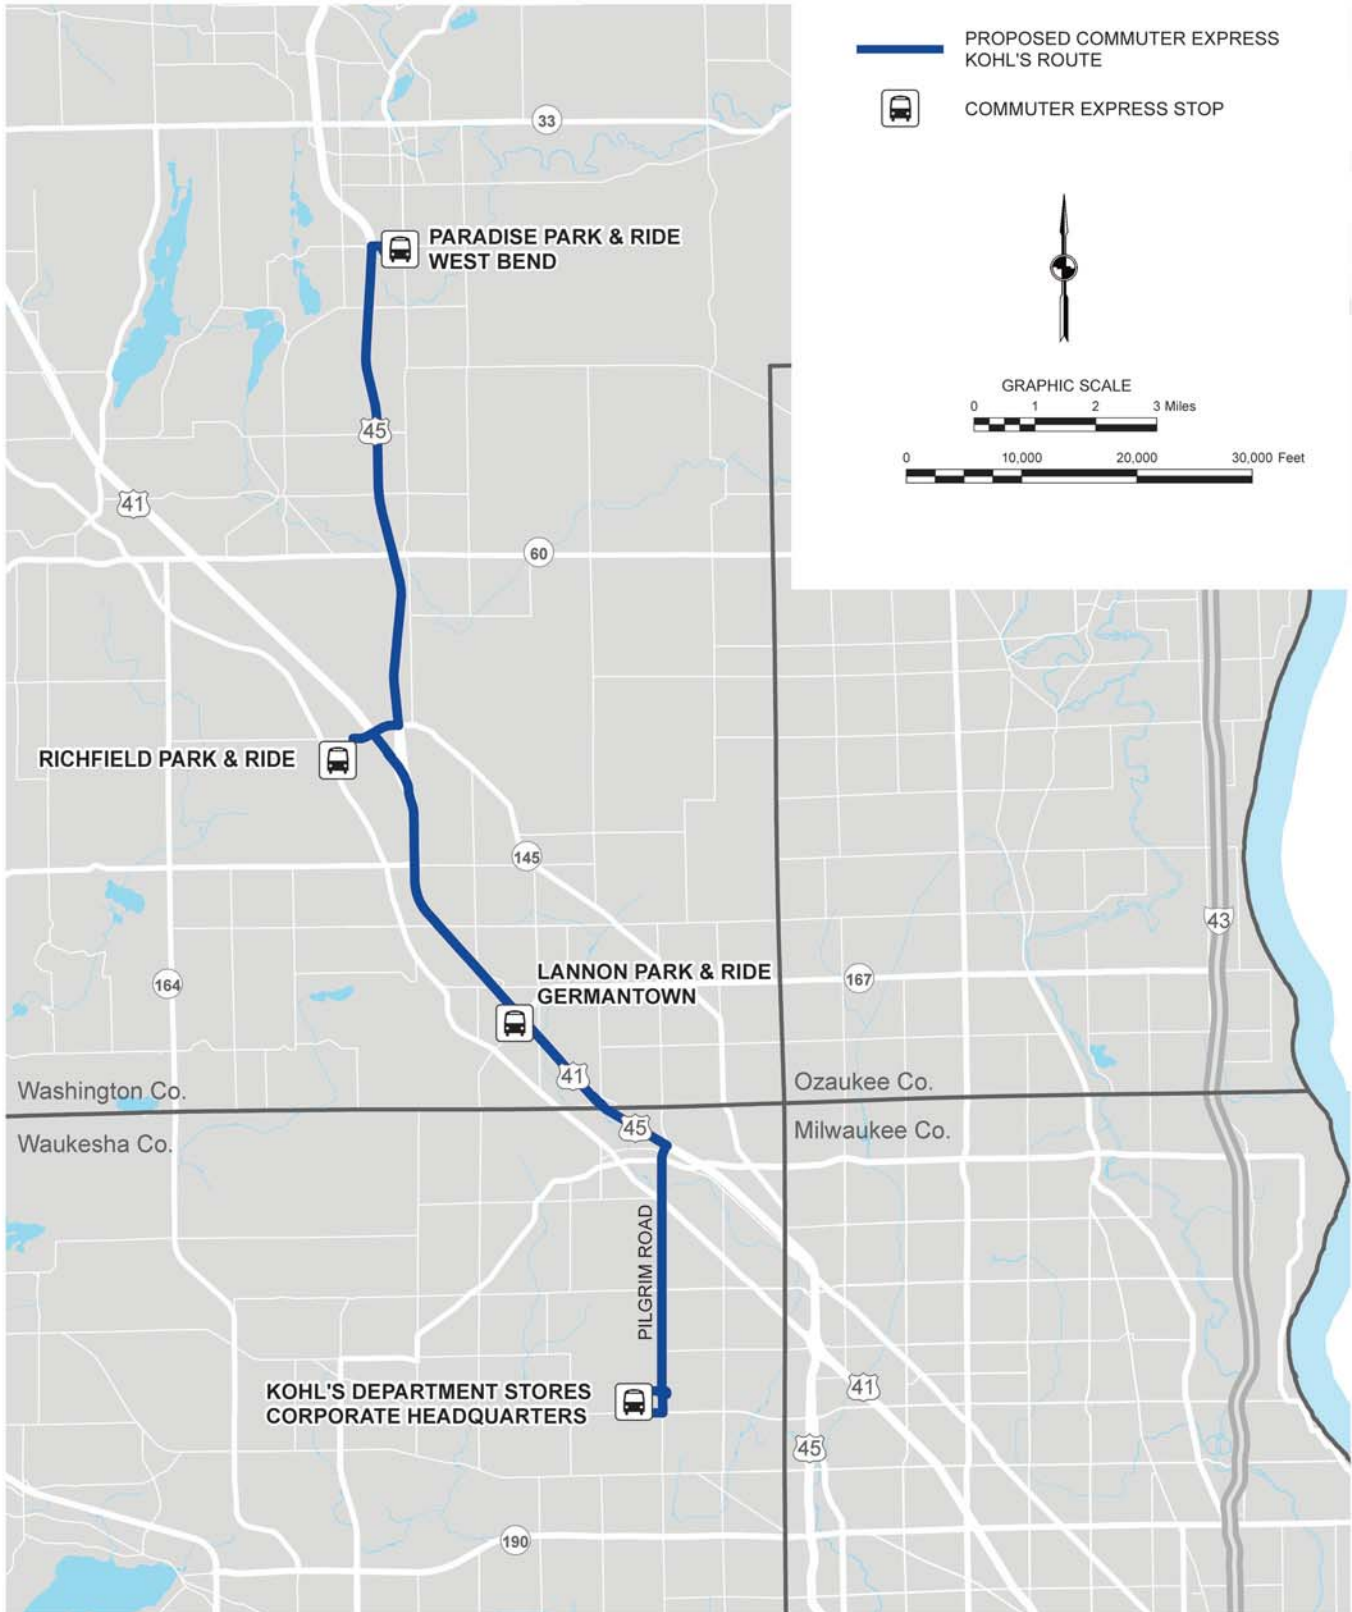 PROPOSED COMMUTER EXPRESS
KOHL'S ROUTE
COMMUTER EXPRESS STOP
33
PARADISE PARK & RIDE
WEST BEND
GRAPHIC SCALE
0 1 2 3 Miles
0 10,000 20,000 30,000 Feet
45
41
60
RICHFIELD PARK & RIDE
145
43
LANNON PARK & RIDE
GERMANTOWN
164
167
41
Washington Co.
Ozaukee Co.
45
Waukesha Co.
Milwaukee Co.
PILGRIM ROAD
KOHL'S DEPARTMENT STORES
CORPORATE HEADQUARTERS
41
45
190